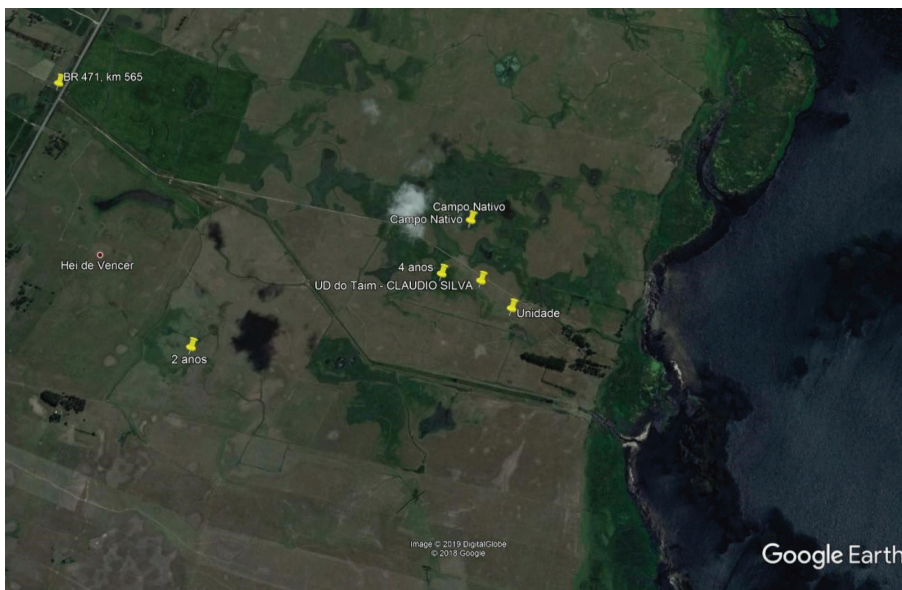 BR 471, km 565
Campo Nativo
Campo Nativo
Hei de Vencer
4 anos
UD do Taim - CLAUDIO SILVA
Unidade
2 anos
Image © 2019 DigitalGlobe
© 2018 Google
Google Earth